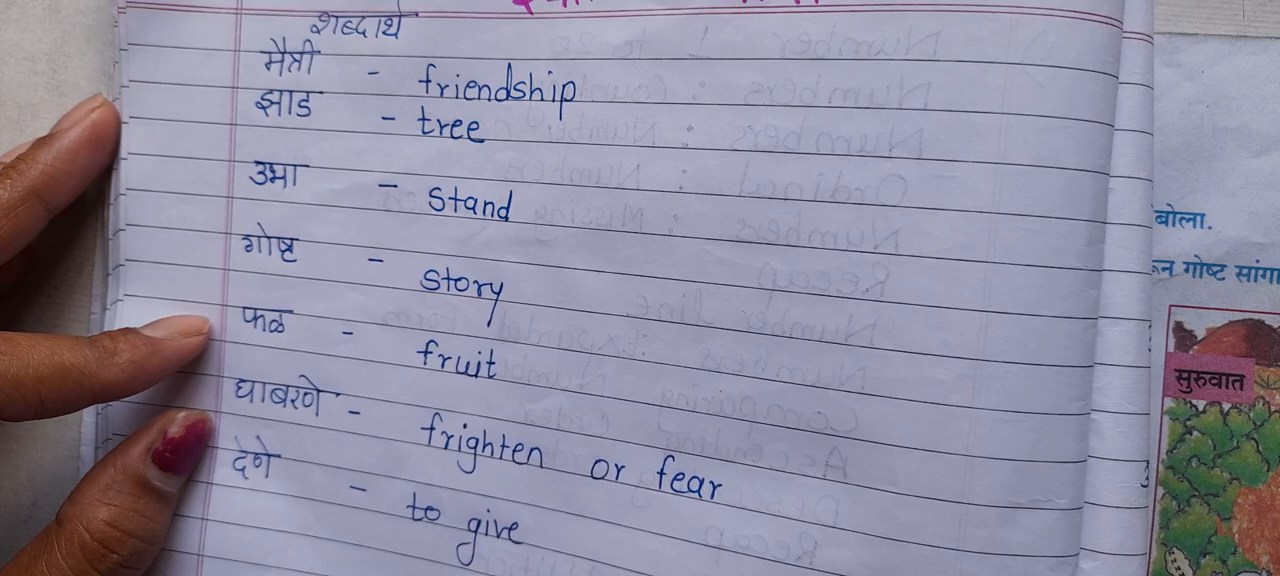 शब्दार्थ
मैत्री - friendship
झाड - tree
उभा - stand
गोष्ट - story
फळ - fruit
घाबरणे - frighten or fear
देणे - to give
बोला.
गोष्ट सांगा
सुरुवात